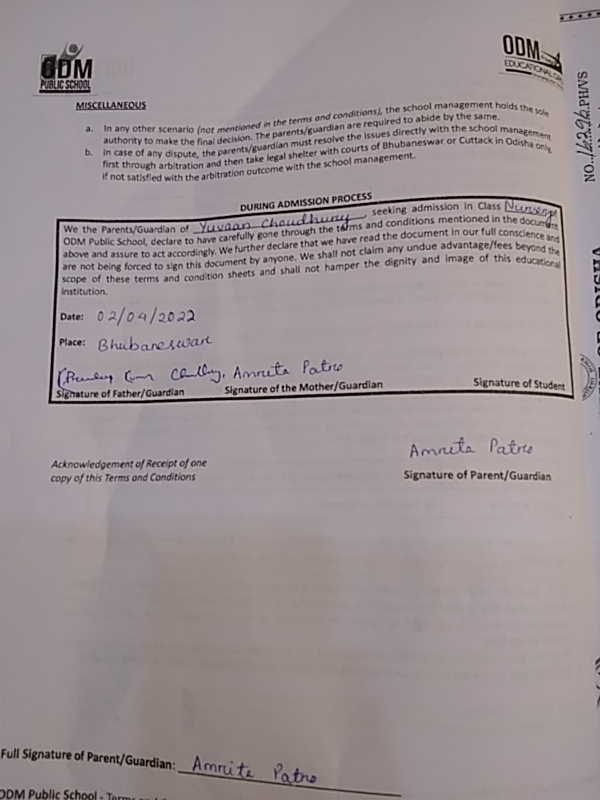 ODM
PUBLIC SCHOOL
ODM
EDUCATIONAL
NO. 16296 PHNS
MISCELLANEOUS
a. In any other scenario (not mentioned in the terms and conditions), the school management holds the sole
authority to make the final decision. The parents/guardian are required to abide by the same.
b. In case of any dispute, the parents/guardian must resolve the issues directly with the school management
first through arbitration and then take legal shelter with courts of Bhubaneswar or Cuttack in Odisha only,
if not satisfied with the arbitration outcome with the school management.
DURING ADMISSION PROCESS
We the Parents/Guardian of Yuvaan Choudhury seeking admission in Class Nursery
ODM Public School, declare to have carefully gone through the terms and conditions mentioned in the document
above and assure to act accordingly. We further declare that we have read the document in our full conscience and
are not being forced to sign this document by anyone. We shall not claim any undue advantage/fees beyond the
scope of these terms and condition sheets and shall not hamper the dignity and image of this educational
institution.
Date: 02/04/2022
Place: Bhubaneswar
Amrita Patro
Signature of Father/Guardian Signature of the Mother/Guardian Signature of Student
Amrita Patro
Acknowledgement of Receipt of one
copy of this Terms and Conditions
Signature of Parent/Guardian
Full Signature of Parent/Guardian: Amrita Patro
ODM Public School -